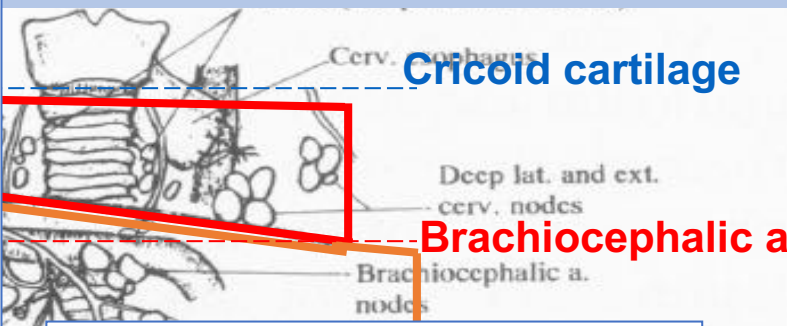 Cerv. esophagus
Cricoid cartilage
Deep lat. and ext.
cerv. nodes
Brachiocephalic a
Brachiocephalic a.
nodes